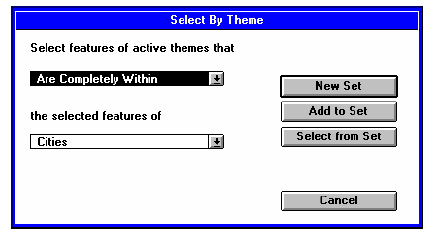 Select By Theme
Select features of active themes that
Are Completely Within
New Set
Add to Set
the selected features of
Select from Set
Cities
Cancel